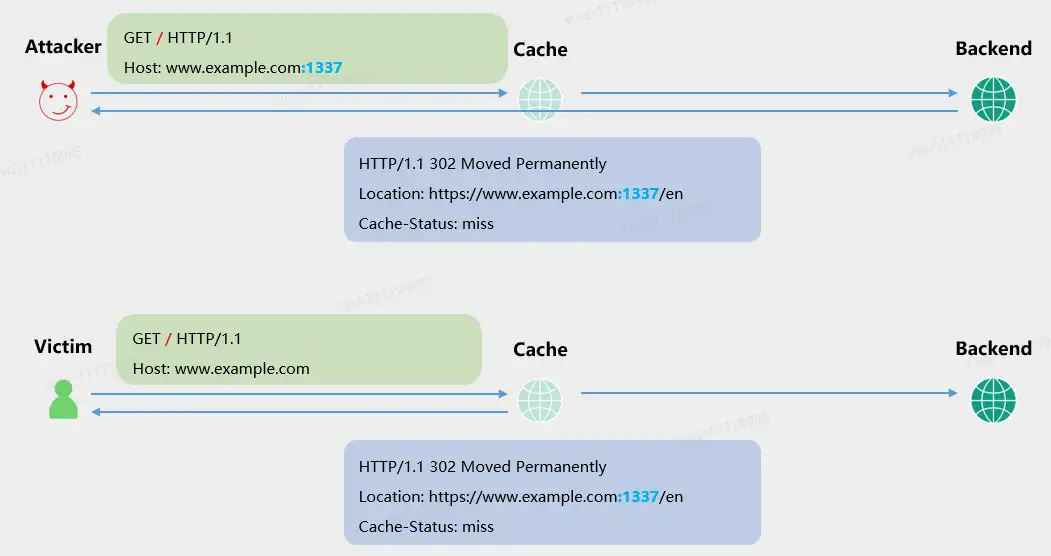 Attacker
GET / HTTP/1.1
Host: www.example.com:1337
Cache
Backend
HTTP/1.1 302 Moved Permanently
Location: https://www.example.com:1337/en
Cache-Status: miss
Victim
GET / HTTP/1.1
Host: www.example.com
Cache
Backend
HTTP/1.1 302 Moved Permanently
Location: https://www.example.com:1337/en
Cache-Status: miss